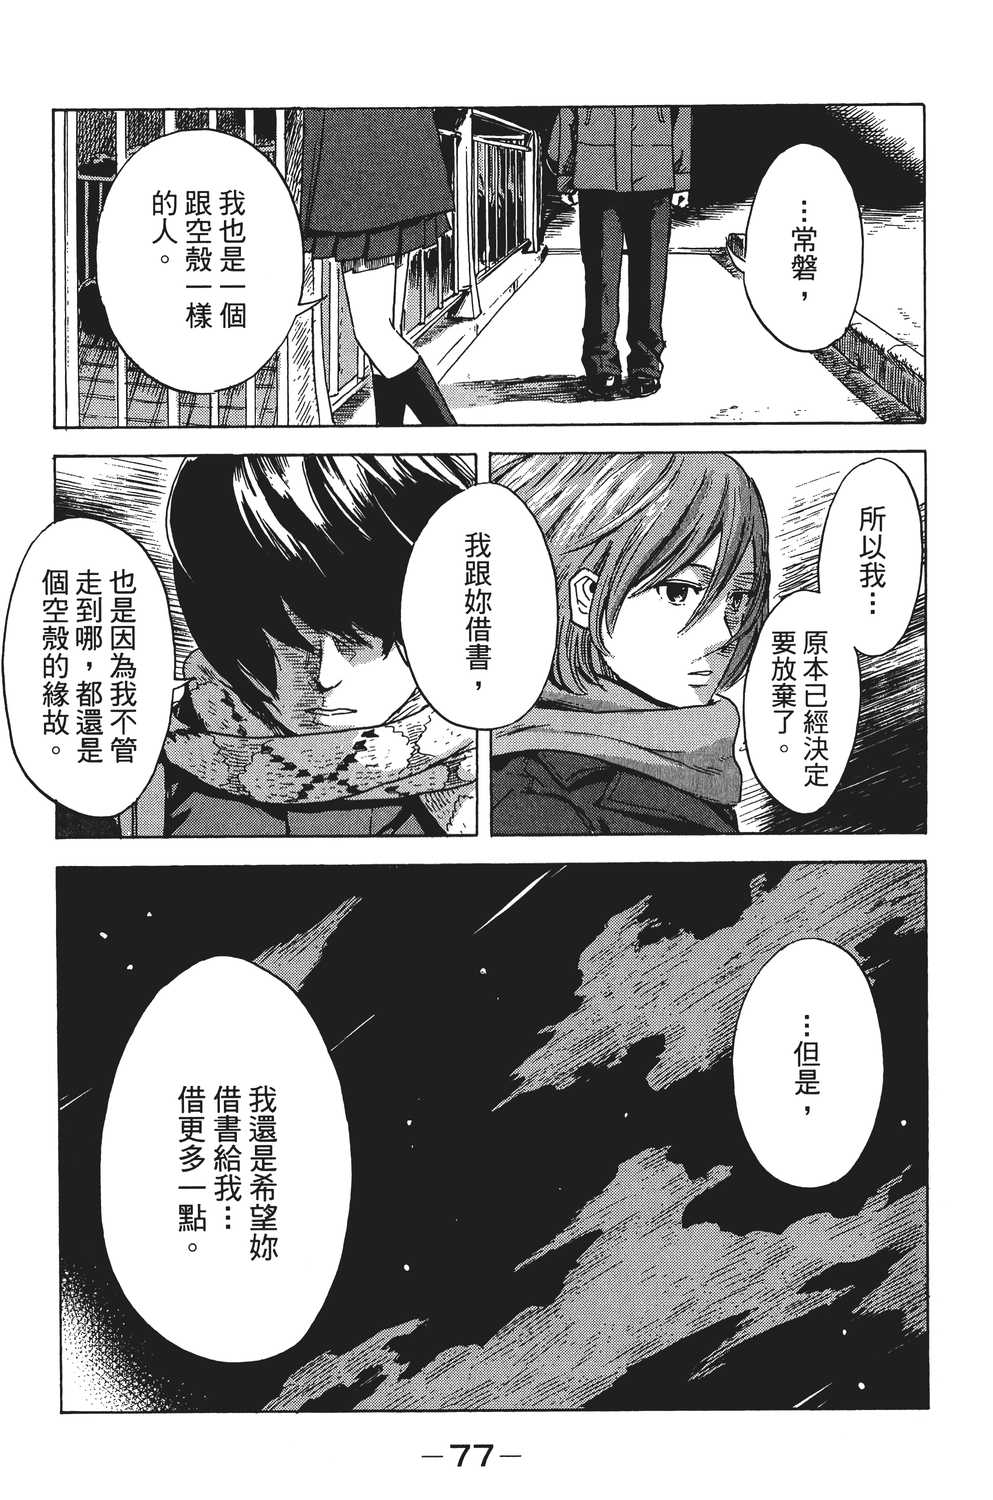 …常磐，
我也是一個
跟空殼一樣
的人。
所以我…
原本已經決定
要放棄了。
我跟妳借書，
也是因為我不管
走到哪，都還是
個空殼的緣故。
…但是，
我還是希望妳
借書給我…
借更多一點。
—77—